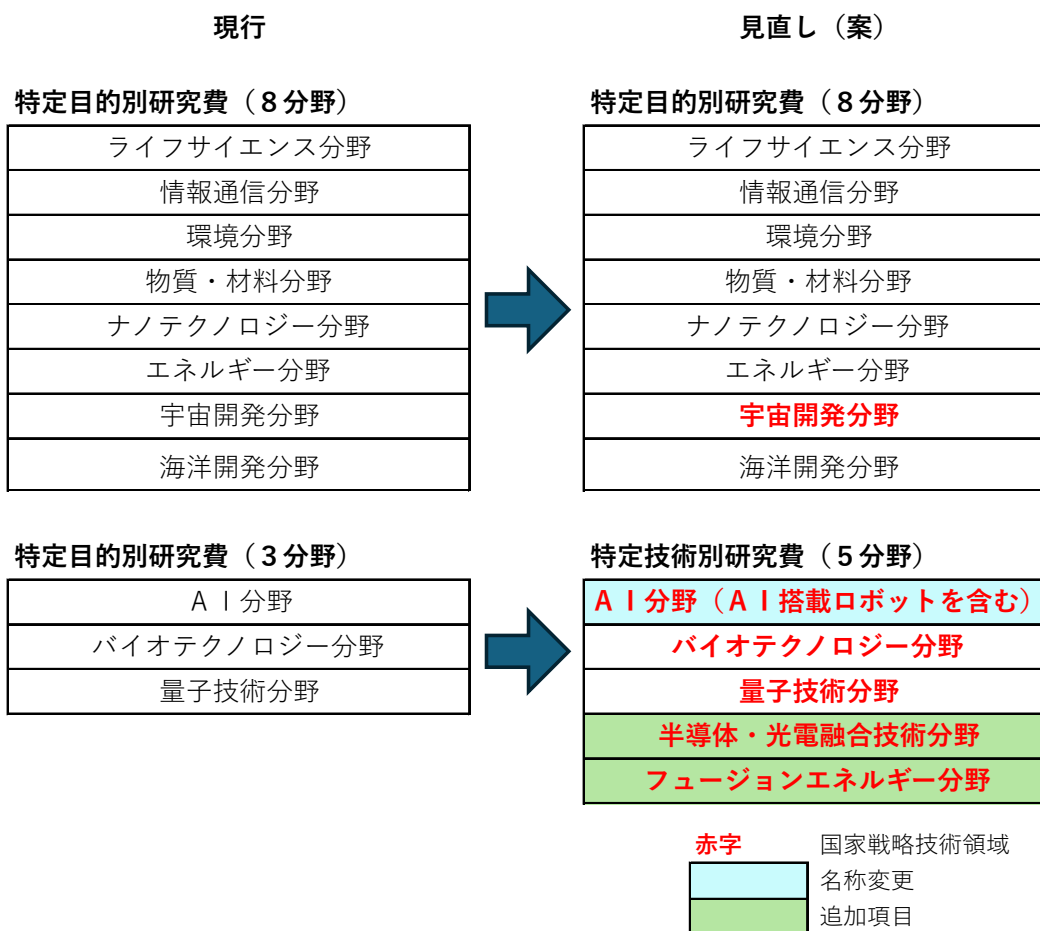 現行
特定目的別研究費（８分野）
ライフサイエンス分野
情報通信分野
環境分野
物質・材料分野
ナノテクノロジー分野
エネルギー分野
宇宙開発分野
海洋開発分野
特定目的別研究費（３分野）
ＡＩ分野
バイオテクノロジー分野
量子技術分野
見直し（案）
特定目的別研究費（８分野）
ライフサイエンス分野
情報通信分野
環境分野
物質・材料分野
ナノテクノロジー分野
エネルギー分野
宇宙開発分野
海洋開発分野
特定技術別研究費（５分野）
ＡＩ分野（ＡＩ搭載ロボットを含む）
バイオテクノロジー分野
量子技術分野
半導体・光電融合技術分野
フュージョンエネルギー分野
赤字 国家戦略技術領域
名称変更
追加項目